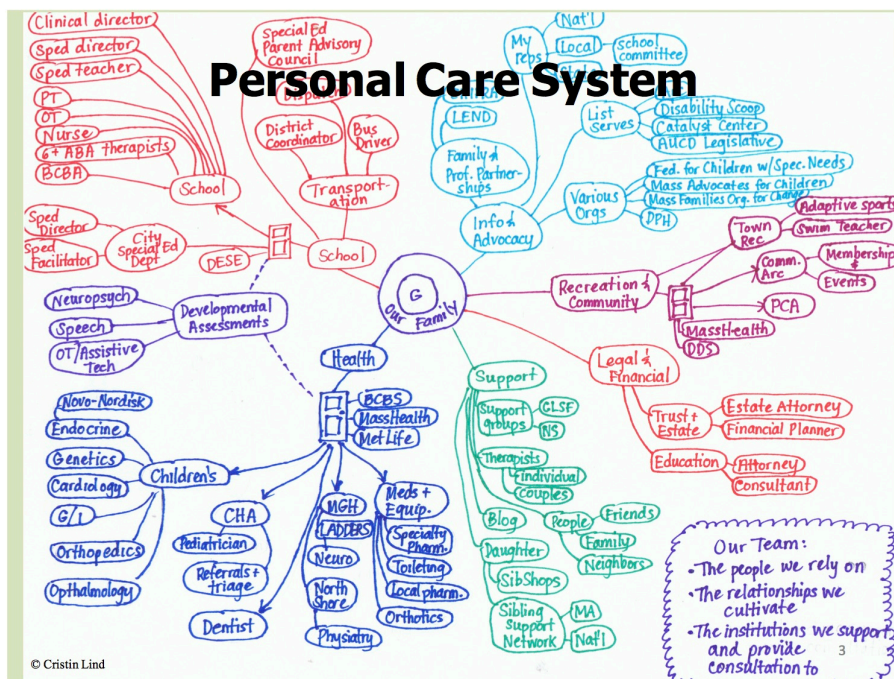 Personal Care System
Clinical director
Sped director
Sped teacher
PT
OT
Nurse
6+ ABA therapists
BCBA
School
Special Ed
Parent Advisory
Council
District
Coordinator
Bus
Driver
Transport-
ation
Sped
Director
Sped
Facilitator
City
Special Ed
Dept
DESE
School
My
reps
Nat'l
Local
school
committee
LEND
Family &
Prof. Partner-
ships
List
Serves
Disability Scoop
Catalyst Center
AUCD Legislative
Info &
Advocacy
Various
Orgs
Fed. for Children w/Spec. Needs
Mass Advocates for Children
Mass Families Org. for Change
DPH
G
Our Family
Recreation &
Community
Town
Rec
Adaptive sports
Swim Teacher
Comm.
Arc
Membership
&
Events
PCA
MassHealth
DDS
Neuropsych
Speech
OT/Assistive
Tech
Developmental
Assessments
Health
BCBS
MassHealth
MetLife
Novo-Nordisk
Endocrine
Genetics
Cardiology
G/I
Orthopedics
Opthalmology
Children's
CHA
Pediatrician
Referrals +
triage
Dentist
MGH
LADDERS
Neuro
North
Shore
Physiatry
Meds +
Equip.
Specialty
Pharm.
Toileting
Local pharm.
Orthotics
Support
Support
groups
GLSF
NS
Therapists
Individual
Couples
Blog
People
Friends
Family
Neighbors
Daughter
SibShops
Sibling
Support
Network
MA
Nat'l
Legal &
Financial
Trust +
Estate
Estate Attorney
Financial Planner
Education
Attorney
Consultant
Our Team:
• The people we rely on
• The relationships we
cultivate
• The institutions we support
and provide
consultation to
3
© Cristin Lind